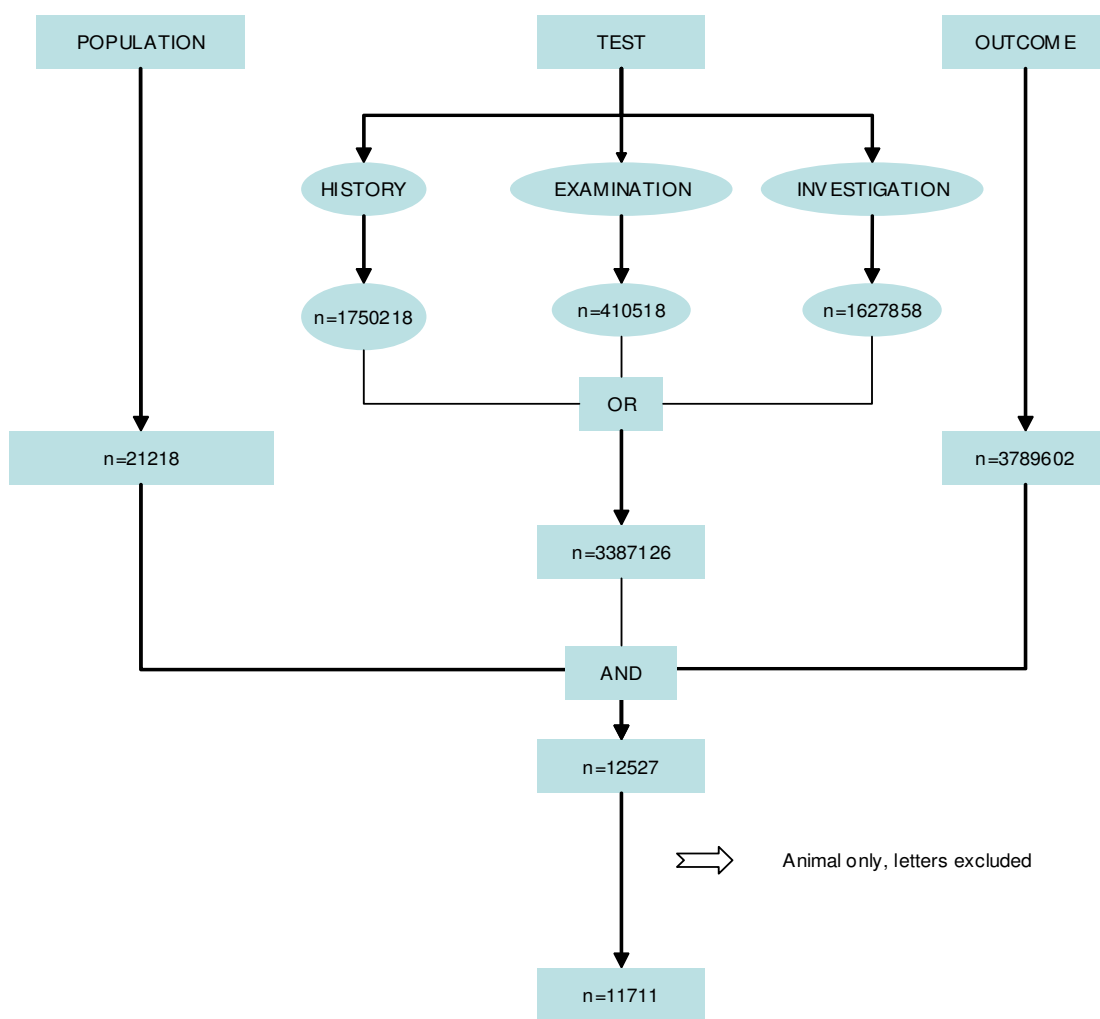 POPULATION
TEST
OUTCOME
HISTORY
EXAMINATION
INVESTIGATION
n=1750218
n=410518
n=1627858
OR
n=21218
n=3789602
n=3387126
AND
n=12527
Animal only, letters excluded
n=11711